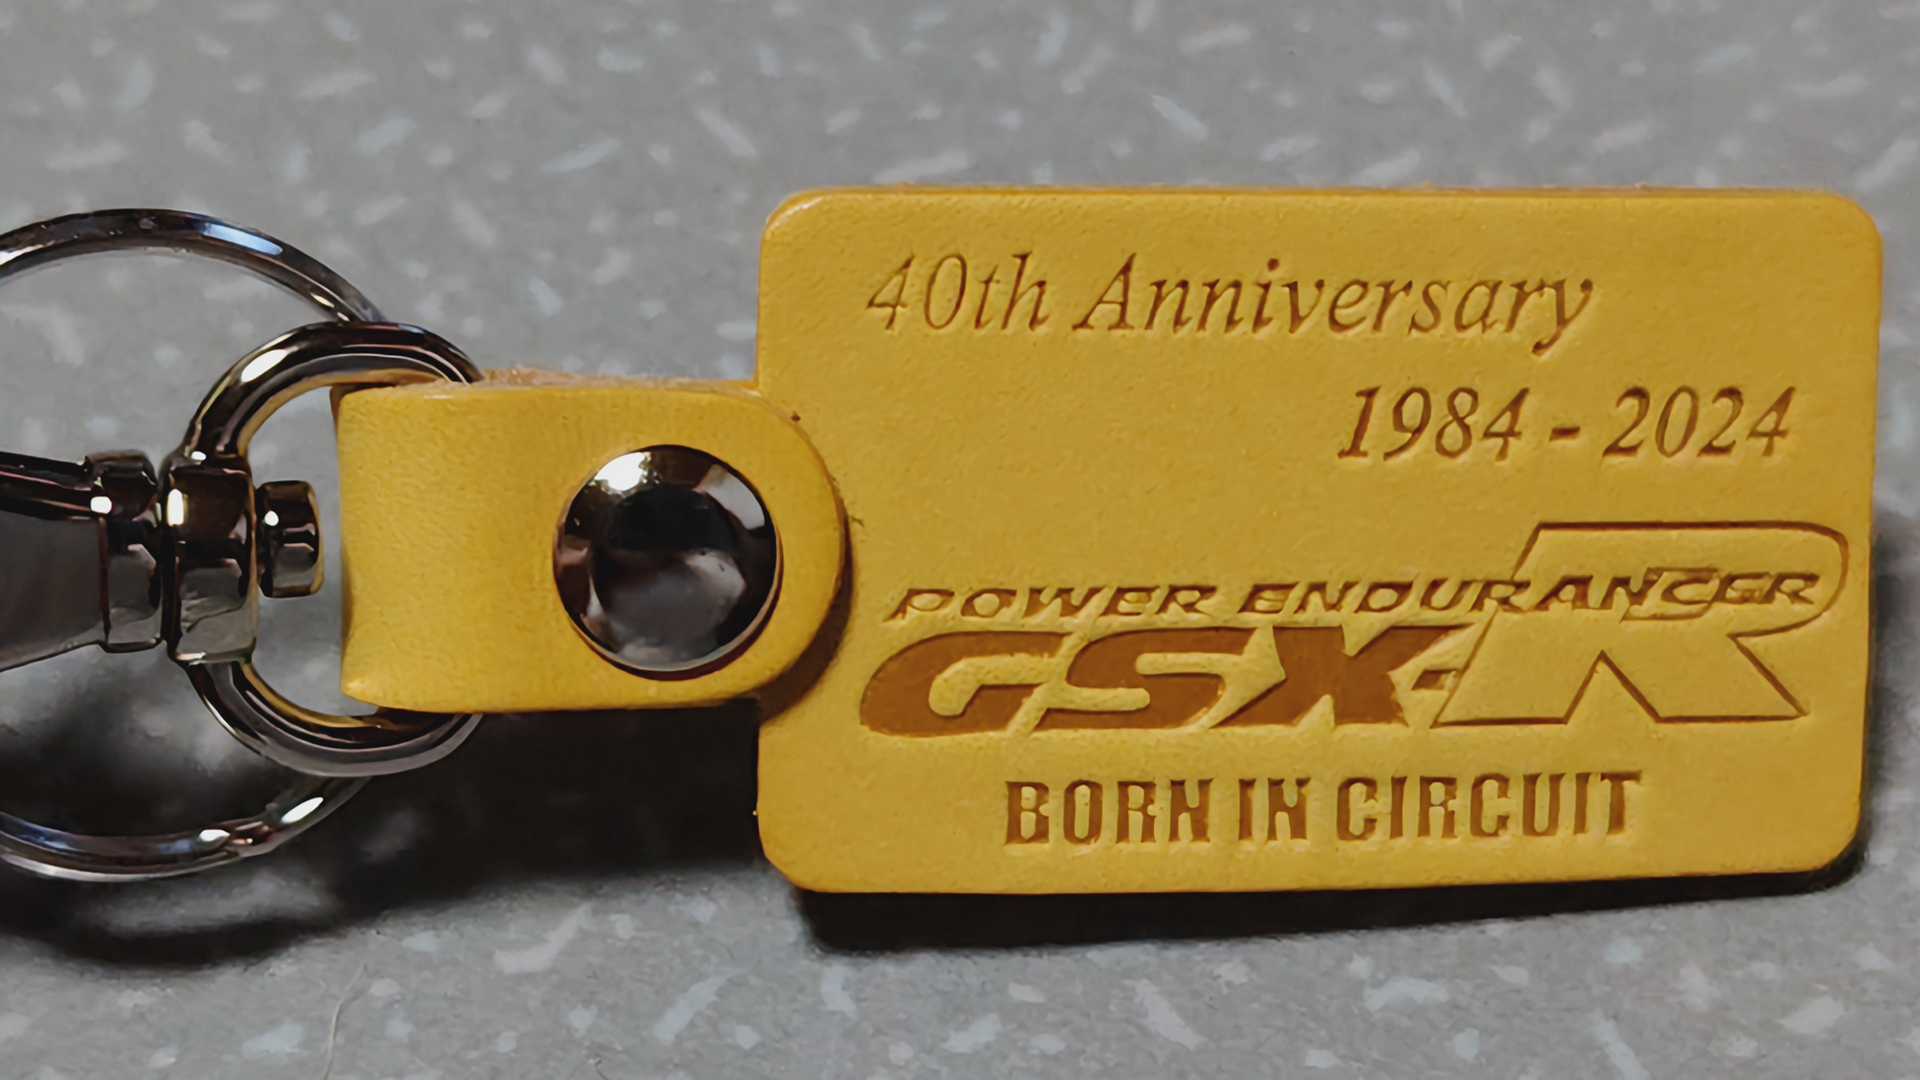 40th Anniversary
1984 - 2024
POWER ENDURANCER
GSX-R
BORN IN CIRCUIT